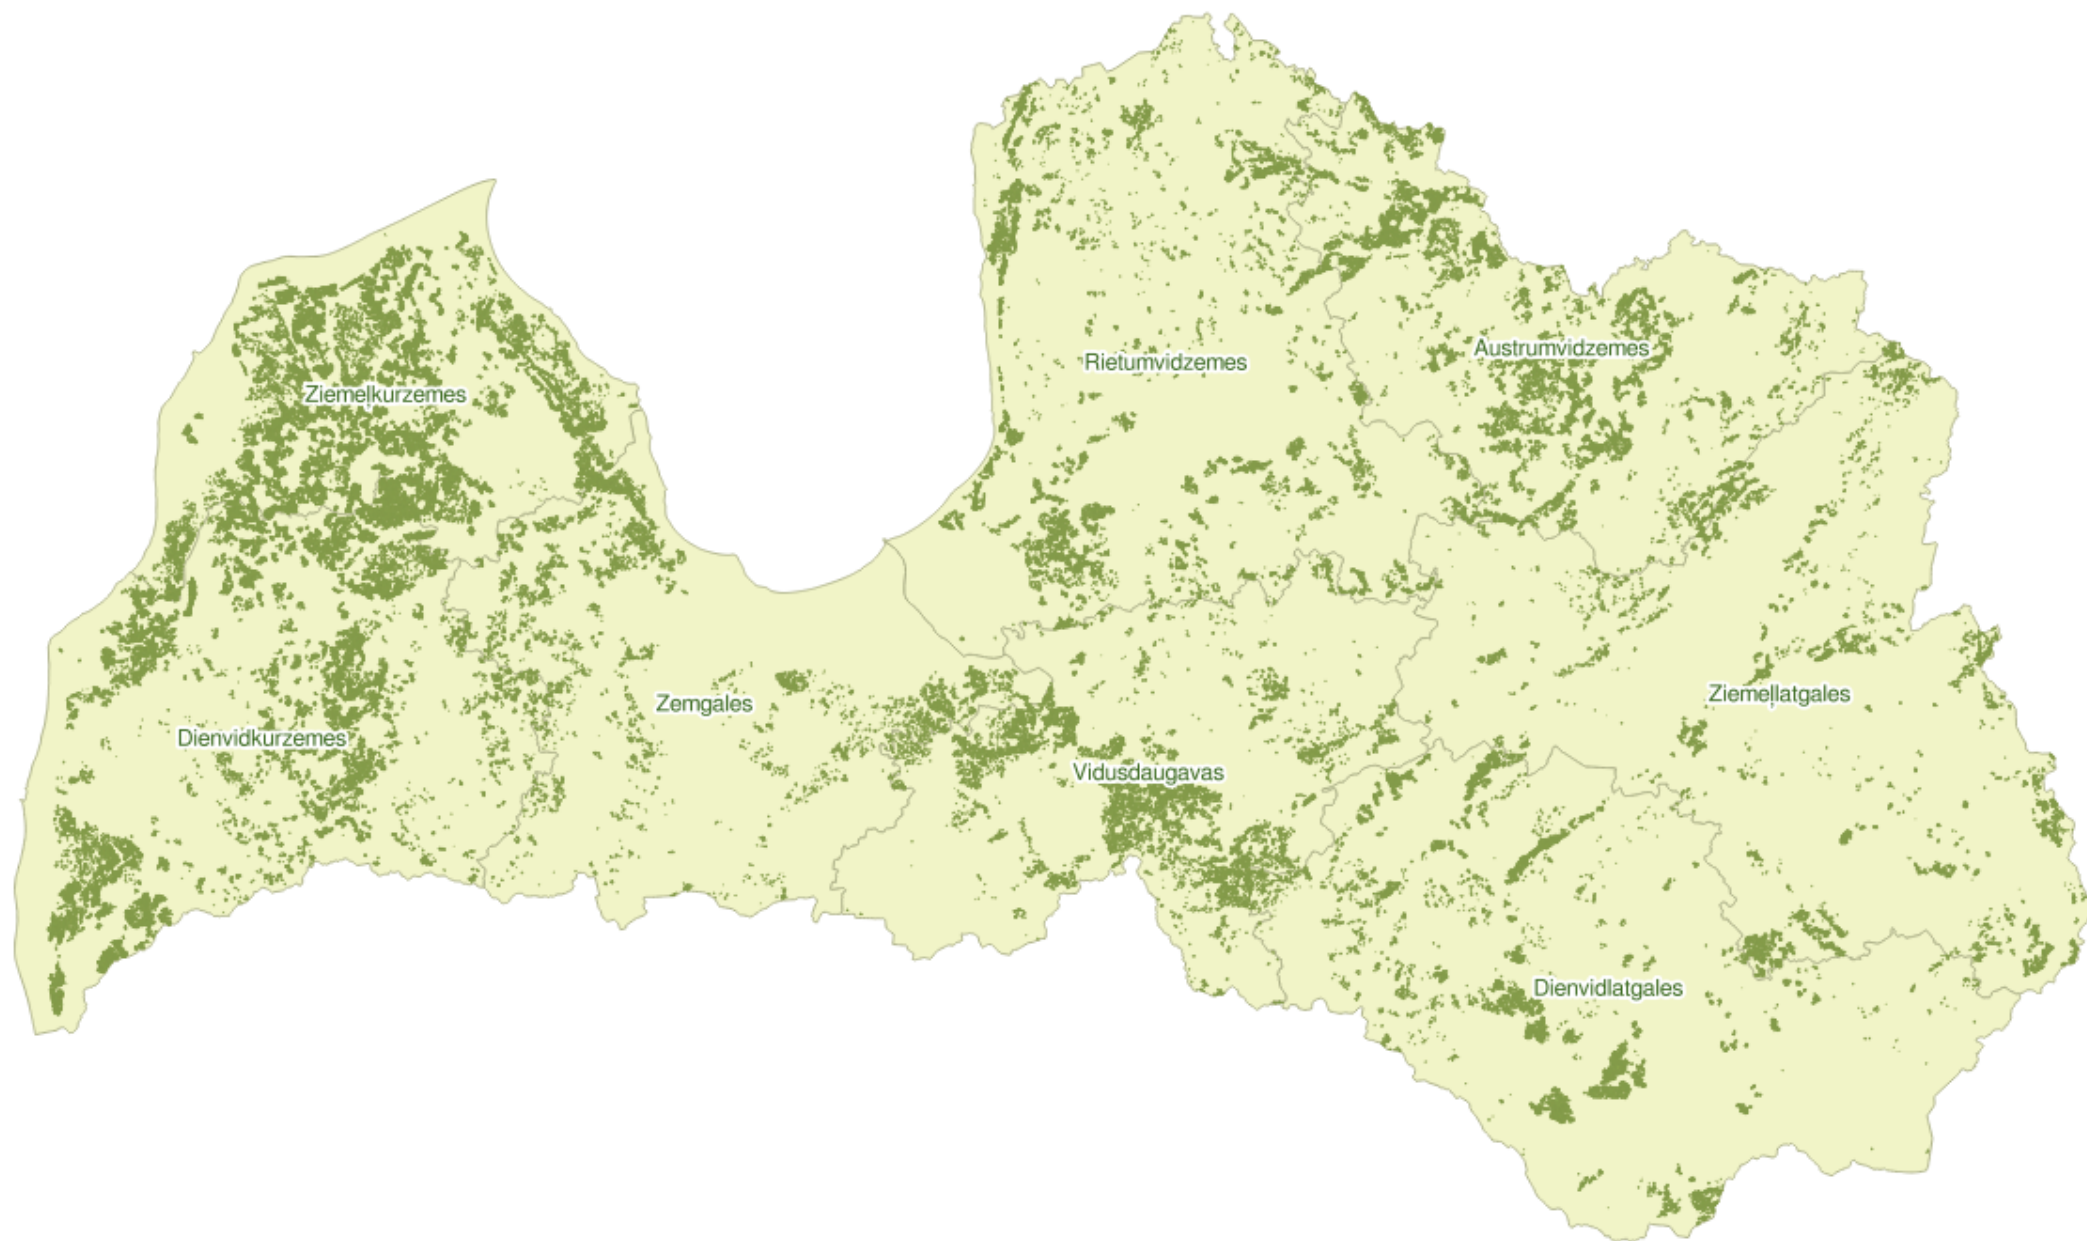 Austrumvidzemes
Rietumvidzemes
Ziemeļkurzemes
Ziemeļlatgales
Zemgales
Dienvidkurzemes
Vidusdaugavas
Dienvidlatgales